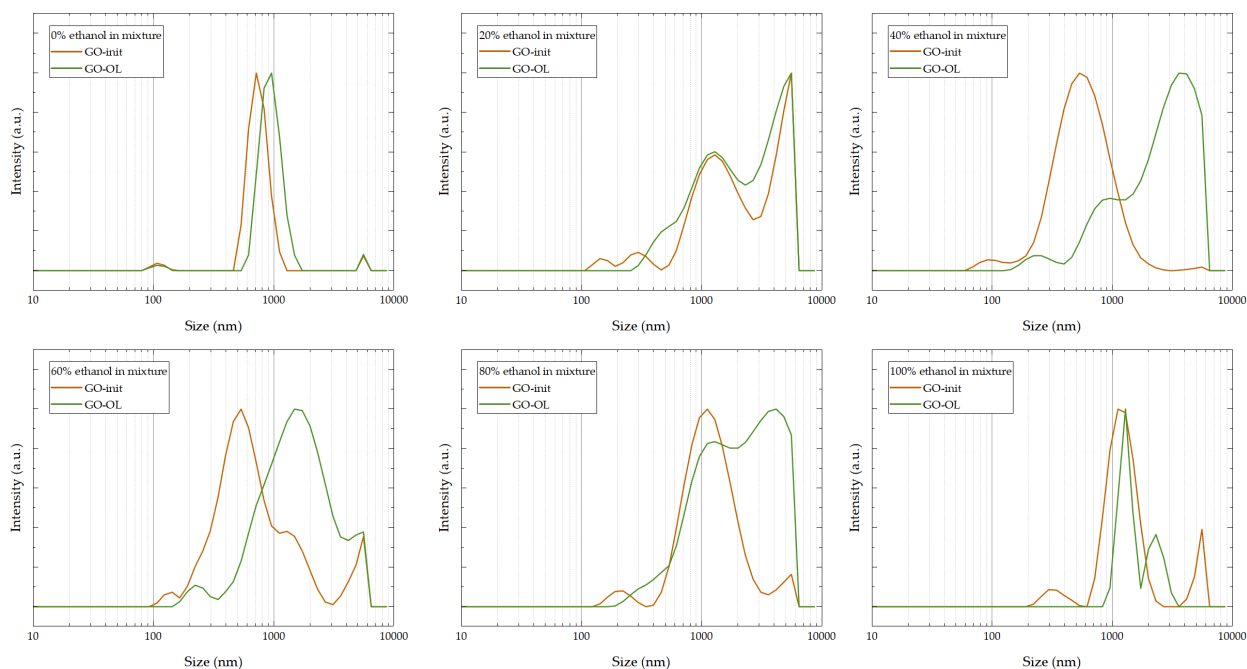 0% ethanol in mixture
GO-init
GO-OL
Intensity (a.u.)
10 100 1000 10000
Size (nm)
20% ethanol in mixture
GO-init
GO-OL
Intensity (a.u.)
10 100 1000 10000
Size (nm)
40% ethanol in mixture
GO-init
GO-OL
Intensity (a.u.)
10 100 1000 10000
Size (nm)
60% ethanol in mixture
GO-init
GO-OL
Intensity (a.u.)
10 100 1000 10000
Size (nm)
80% ethanol in mixture
GO-init
GO-OL
Intensity (a.u.)
10 100 1000 10000
Size (nm)
100% ethanol in mixture
GO-init
GO-OL
Intensity (a.u.)
10 100 1000 10000
Size (nm)